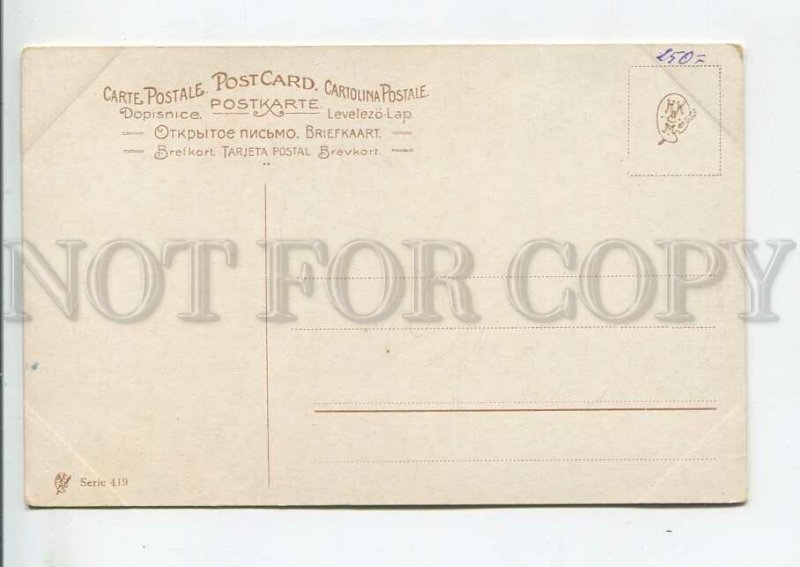 250=
CARTE POSTALE. POSTCARD. CARTOLINA POSTALE.
Dopisnice. POSTKARTE. Levelező-Lap.
ОТКРЫТОЕ ПИСЬМО. BRIEFKAART.
Brefkort. TARJETA POSTAL. Brevkort.
NOT FOR COPY
Serie 419